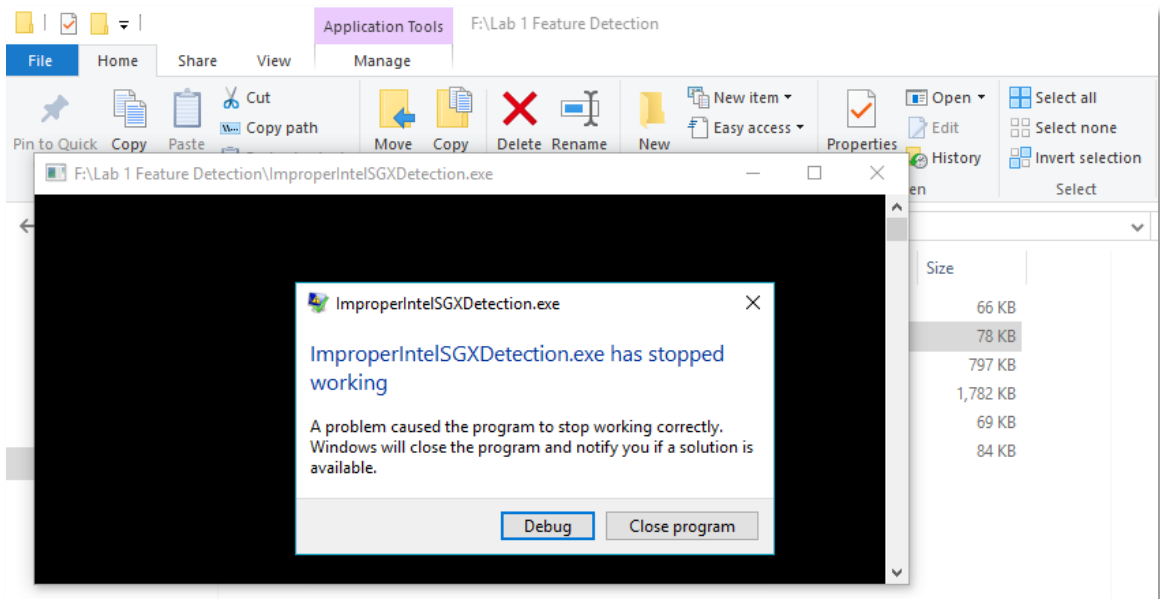 Application Tools
F:\Lab 1 Feature Detection
File
Home
Share
View
Manage
Cut
Copy path
Pin to Quick
Copy
Paste
Move
Copy
Delete
Rename
New
New item
Easy access
Properties
Open
Edit
History
Select all
Select none
Invert selection
en
Select
F:\Lab 1 Feature Detection\ImproperIntelSGXDetection.exe
Size
66 KB
78 KB
797 KB
1,782 KB
69 KB
84 KB
ImproperIntelSGXDetection.exe
ImproperIntelSGXDetection.exe has stopped
working
A problem caused the program to stop working correctly.
Windows will close the program and notify you if a solution is
available.
Debug
Close program